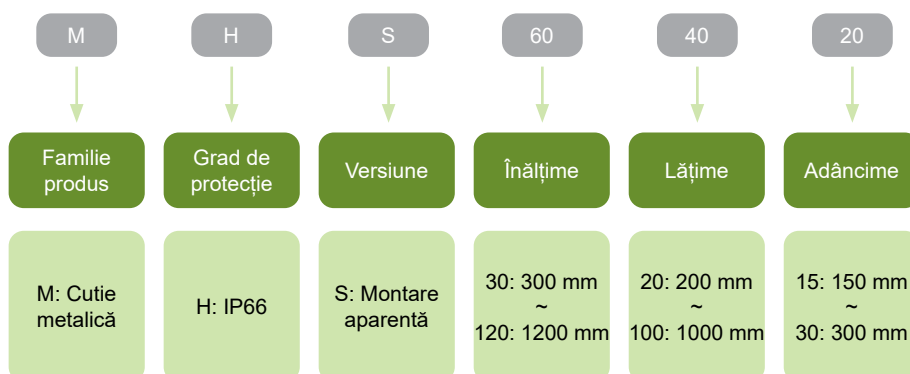 M
H
S
60
40
20
Familie
produs
Grad de
protecție
Versiune
Înălțime
Lățime
Adâncime
M: Cutie
metalică
H: IP66
S: Montare
aparentă
30: 300 mm
~
120: 1200 mm
20: 200 mm
~
100: 1000 mm
15: 150 mm
~
30: 300 mm